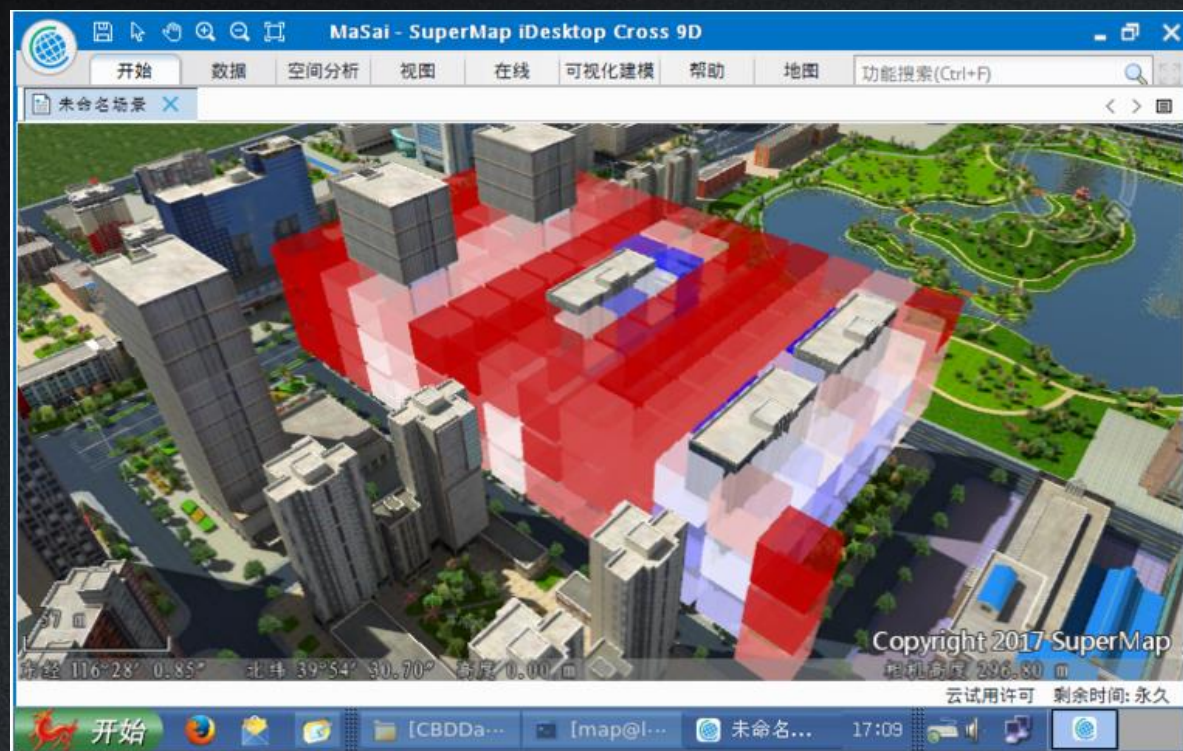 MaSai - SuperMap iDesktop Cross 9D
开始 数据 空间分析 视图 在线 可视化建模 帮助 地图 功能搜索(Ctrl+F)
未命名场景
57 m
东经 116°28′ 0.85″ 北纬 39°54′ 30.70″ 高度 0.00 m
Copyright 2017 SuperMap
相机高度 296.80 m
云试用许可 剩余时间: 永久
开始 [CBDDa··· [map@l··· 未命名... 17:09